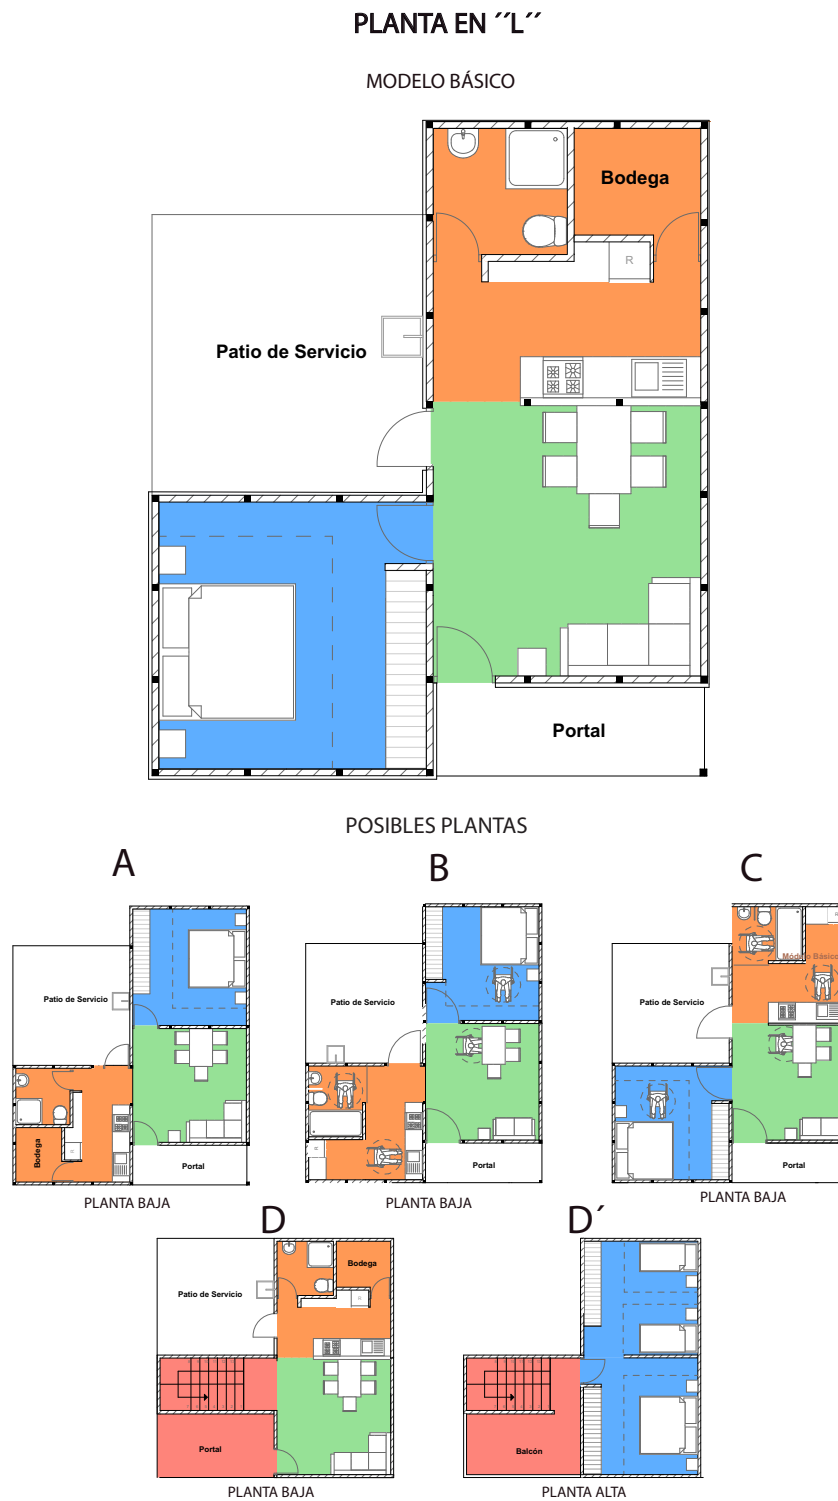 PLANTA EN ´´L´´
MODELO BÁSICO
Bodega
R
Patio de Servicio
Portal
POSIBLES PLANTAS
A
B
C
Patio de Servicio
Bodega
R
Portal
PLANTA BAJA
Patio de Servicio
R
Portal
PLANTA BAJA
R
Módelo Básico
Patio de Servicio
Portal
PLANTA BAJA
D
D´
Bodega
Patio de Servicio
R
Portal
PLANTA BAJA
Balcón
PLANTA ALTA